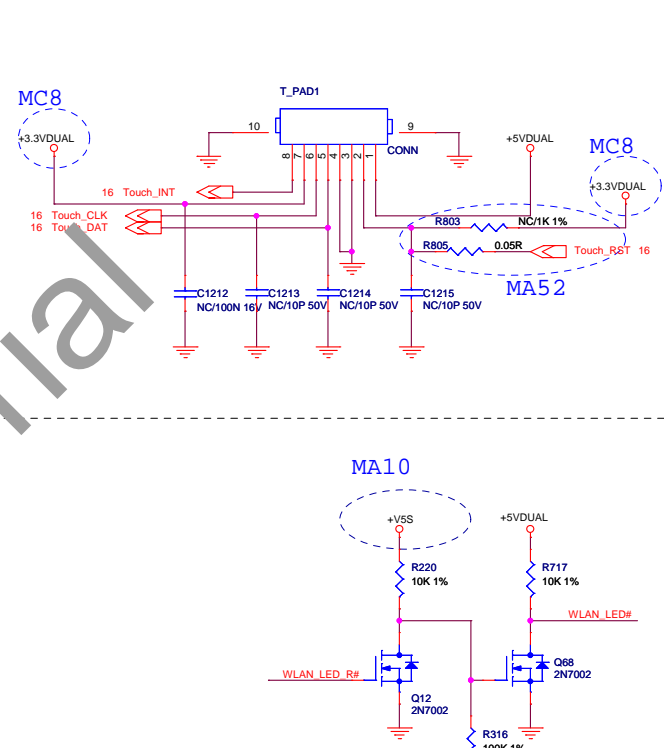 T_PAD1
MC8
10
9
+3.3VDUAL
+5VDUAL
CONN
MC8
8
7
6
5
4
3
2
1
16 Touch_INT
+3.3VDUAL
16 Touch_CLK
16 Touch_DAT
R803
NC/1K 1%
R805
0.05R
Touch_RST 16
MA52
C1212
NC/100N 16V
C1213
NC/10P 50V
C1214
NC/10P 50V
C1215
NC/10P 50V
nal
MA10
+V5S
+5VDUAL
R220
10K 1%
R717
10K 1%
WLAN_LED#
WLAN_LED_R#
Q68
2N7002
Q12
2N7002
R316
100K 1%